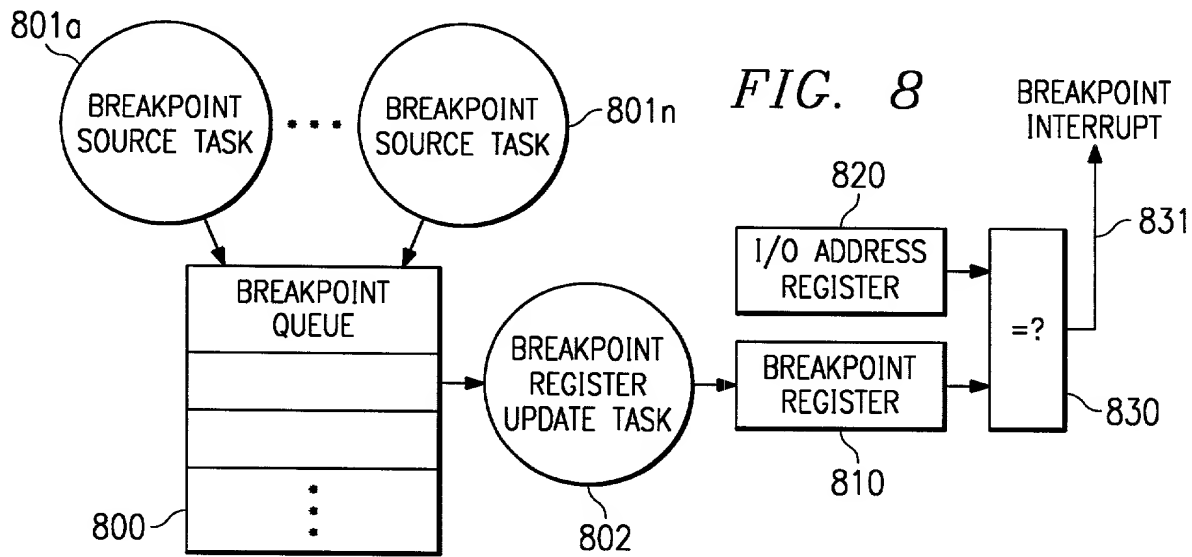 801a
BREAKPOINT
SOURCE TASK
BREAKPOINT
SOURCE TASK
801n
FIG. 8
BREAKPOINT
INTERRUPT
820
831
I/O ADDRESS
REGISTER
=?
BREAKPOINT
QUEUE
BREAKPOINT
REGISTER
UPDATE TASK
BREAKPOINT
REGISTER
830
810
800
802